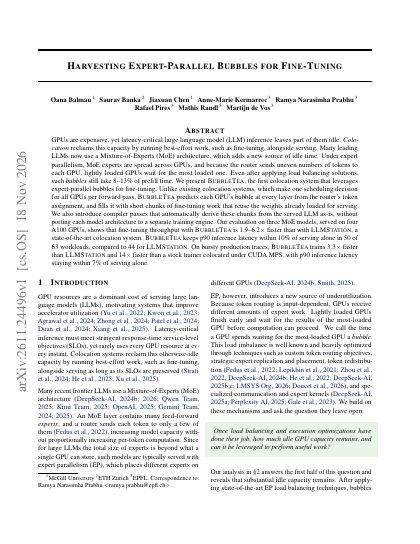 HARVESTING EXPERT-PARALLEL BUBBLES FOR FINE-TUNING
Oana Balmau 1 Saurav Banka 2 Jiaxuan Chen 1 Anne-Marie Kermarrec 3 Ramya Narasimha Prabhu 3
Rafael Pires 3 Mathis Randl 3 Martijn de Vos 3
ABSTRACT
GPUs are expensive, yet latency-critical large language model (LLM) inference leaves part of them idle. Colo-
cation reclaims this capacity by running best-effort work, such as fine-tuning, alongside serving. Many leading
LLMs now use a Mixture-of-Experts (MoE) architecture, which adds a new source of idle time. Under expert
parallelism, MoE experts are spread across GPUs, and because the router sends uneven numbers of tokens to
each GPU, lightly loaded GPUs wait for the most loaded one. Even after applying load balancing solutions,
such bubbles still take 8–13% of prefill time. We present BUBBLETEA, the first colocation system that leverages
expert-parallel bubbles for fine-tuning. Unlike existing colocation systems, which make one scheduling decision
for all GPUs per forward pass, BUBBLETEA predicts each GPU's bubble at every layer from the router's token
assignment, and fills it with short chunks of fine-tuning work that reuse the weights already loaded for serving.
We also introduce compiler passes that automatically derive these chunks from the served LLM as-is, without
porting each model architecture to a separate training engine. Our evaluation on three MoE models, served on four
A100 GPUs, shows that fine-tuning throughput with BUBBLETEA is 1.9–6.2× faster than with LLMSTATION, a
state-of-the-art colocation system. BUBBLETEA keeps p90 inference latency within 10% of serving alone in 50 of
63 workloads, compared to 44 for LLMSTATION. On bursty production traces, BUBBLETEA trains 3.3× faster
than LLMSTATION and 14× faster than a stock trainer colocated under CUDA MPS, with p90 inference latency
staying within 7% of serving alone.
1 INTRODUCTION
GPU resources are a dominant cost of serving large lan-
guage models (LLMs), motivating systems that improve
accelerator utilization (Yu et al., 2022; Kwon et al., 2023;
Agrawal et al., 2024; Zhong et al., 2024; Patel et al., 2024;
Duan et al., 2024; Xiang et al., 2025). Latency-critical
inference must meet stringent response-time service-level
objectives (SLOs), yet rarely uses every GPU resource at ev-
ery instant. Colocation systems reclaim this otherwise-idle
capacity by running best-effort work, such as fine-tuning,
alongside serving as long as its SLOs are preserved (Strati
et al., 2024; He et al., 2025; Xu et al., 2025).
Many recent frontier LLMs use a Mixture-of-Experts (MoE)
architecture (DeepSeek-AI, 2024b; 2026; Qwen Team,
2025; Kimi Team, 2025; OpenAI, 2025; Gemini Team,
2024; 2025). An MoE layer contains many feed-forward
experts, and a router sends each token to only a few of
them (Fedus et al., 2022), increasing model capacity with-
out proportionally increasing per-token computation. Since
for large LLMs the total size of experts is beyond what a
single GPU can store, such models are typically served with
expert parallelism (EP), which places different experts on
1McGill University 2ETH Zurich 3EPFL. Correspondence to:
Ramya Narasimha Prabhu <ramya.prabhu@epfl.ch>.
different GPUs (DeepSeek-AI, 2024b; Smith, 2025).
EP, however, introduces a new source of underutilization.
Because token routing is input-dependent, GPUs receive
different amounts of expert work. Lightly loaded GPUs
finish early and wait for the results of the most-loaded
GPU before computation can proceed. We call the time
a GPU spends waiting for the most-loaded GPU a bubble.
This load imbalance is well known and heavily optimized
through techniques such as custom token routing objectives,
strategic expert replication and placement, token distribu-
tion (Fedus et al., 2022; Lepikhin et al., 2021; Zhou et al.,
2022; DeepSeek-AI, 2024b; He et al., 2022; DeepSeek-AI,
2025b;c; LMSYS Org, 2026; Doucet et al., 2026), and spe-
cialized communication and expert kernels (DeepSeek-AI,
2025a; Perplexity AI, 2025; Gale et al., 2023). We build on
these mechanisms and ask the question they leave open:
Once load balancing and execution optimizations have
done their job, how much idle GPU capacity remains, and
can it be leveraged to perform useful work?
Our analysis in §2 answers the first half of this question and
reveals that substantial idle capacity remains. After apply-
ing state-of-the-art EP load balancing techniques, bubbles
arXiv:2611.24496v1 [cs.OS] 18 Nov 2026